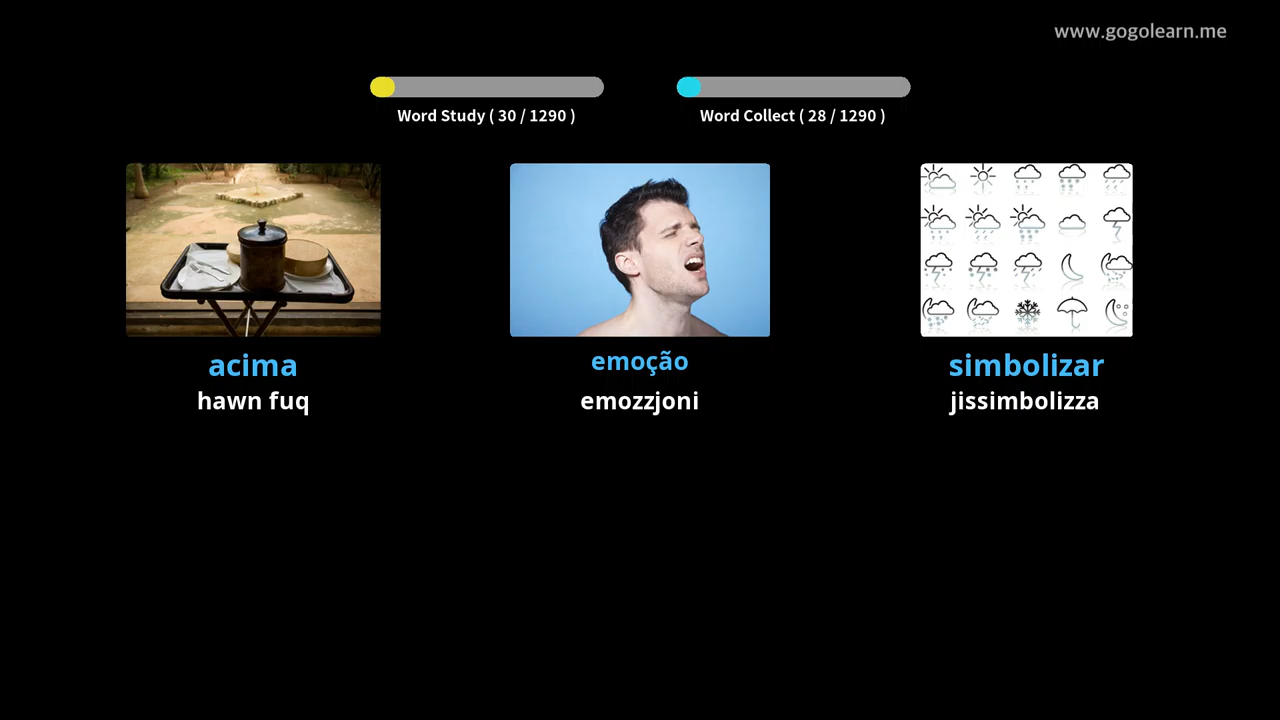 www.gogolearn.me
Word Study ( 30 / 1290 )
Word Collect ( 28 / 1290 )
acima
emoção
simbolizar
hawn fuq
emozzjoni
jissimbolizza